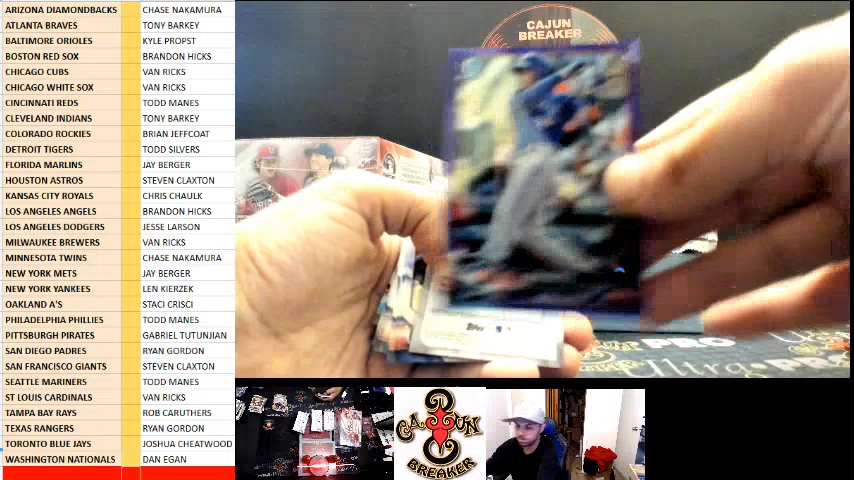 ARIZONA DIAMONDBACKS CHASE NAKAMURA
ATLANTA BRAVES TONY BARKEY
BALTIMORE ORIOLES KYLE PROPST
BOSTON RED SOX BRANDON HICKS
CHICAGO CUBS VAN RICKS
CHICAGO WHITE SOX VAN RICKS
CINCINNATI REDS TODD MANES
CLEVELAND INDIANS TONY BARKEY
COLORADO ROCKIES BRIAN JEFFCOAT
DETROIT TIGERS TODD SILVERS
FLORIDA MARLINS JAY BERGER
HOUSTON ASTROS STEVEN CLAXTON
KANSAS CITY ROYALS CHRIS CHAULK
LOS ANGELES ANGELS BRANDON HICKS
LOS ANGELES DODGERS JESSE LARSON
MILWAUKEE BREWERS VAN RICKS
MINNESOTA TWINS CHASE NAKAMURA
NEW YORK METS JAY BERGER
NEW YORK YANKEES LEN KIERZEK
OAKLAND A'S STACI CRISCI
PHILADELPHIA PHILLIES TODD MANES
PITTSBURGH PIRATES GABRIEL TUTUNJIAN
SAN DIEGO PADRES RYAN GORDON
SAN FRANCISCO GIANTS STEVEN CLAXTON
SEATTLE MARINERS TODD MANES
ST LOUIS CARDINALS VAN RICKS
TAMPA BAY RAYS ROB CARUTHERS
TEXAS RANGERS RYAN GORDON
TORONTO BLUE JAYS JOSHUA CHEATWOOD
WASHINGTON NATIONALS DAN EGAN
CAJUN
BREAKER
Topps
Ultra PRO
CAJUN
BREAKER